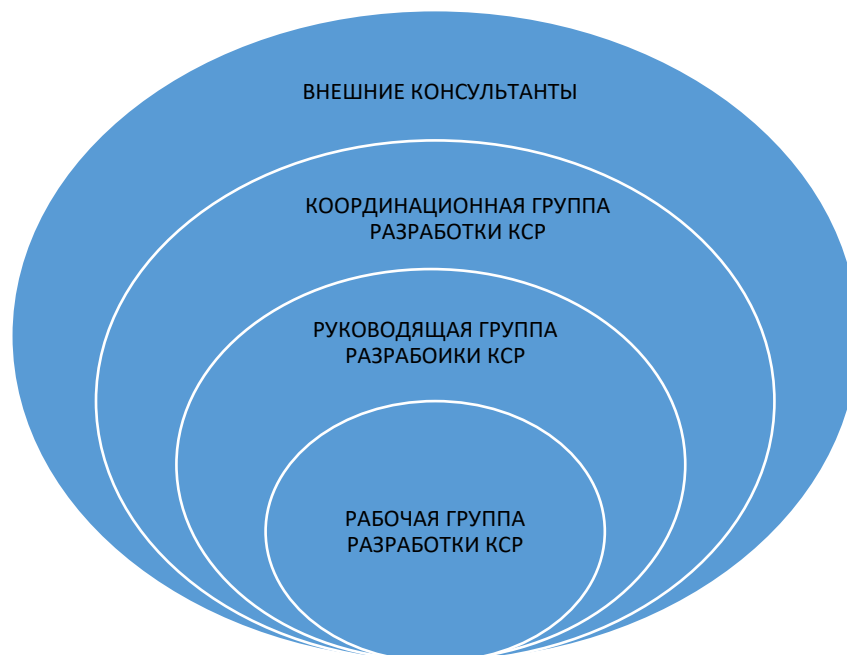 ВНЕШНИЕ КОНСУЛЬТАНТЫ
КООРДИНАЦИОННАЯ ГРУППА
РАЗРАБОТКИ КСР
РУКОВОДЯЩАЯ ГРУППА
РАЗРАБОИКИ КСР
РАБОЧАЯ ГРУППА
РАЗРАБОТКИ КСР